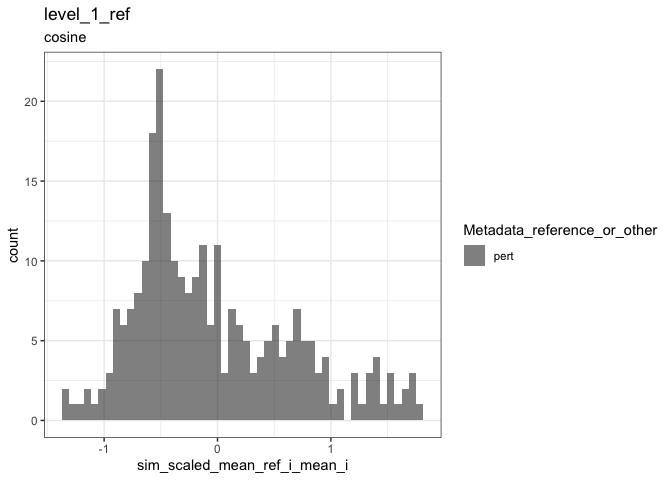 level_1_ref
cosine
20
15
10
5
0
count
-1
0
1
sim_scaled_mean_ref_i_mean_i
Metadata_reference_or_other
pert